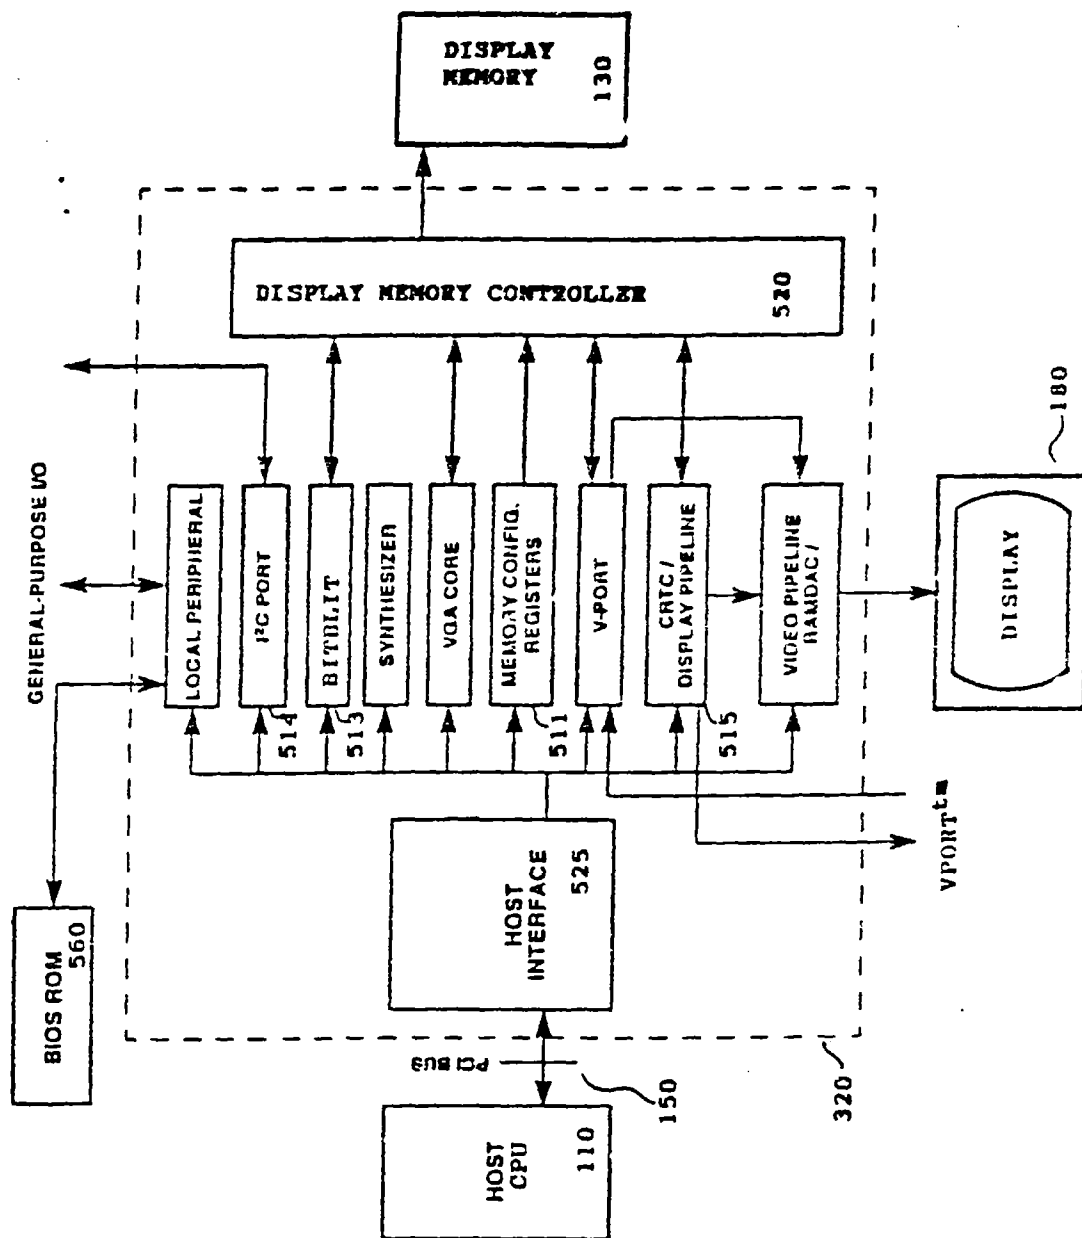 BIOS ROM
560
GENERAL-PURPOSE I/O
HOST
CPU
110
PCI BUS
150
HOST
INTERFACE
525
320
LOCAL PERIPHERAL
I²C PORT
514
BITBLIT
513
SYNTHESIZER
VGA CORE
MEMORY CONFIG.
REGISTERS
511
V-PORT
CRTC /
DISPLAY PIPELINE
515
VIDEO PIPELINE
RAMDAC /
DISPLAY MEMORY CONTROLLER
520
DISPLAY
MEMORY
130
VPORTtm
DISPLAY
180